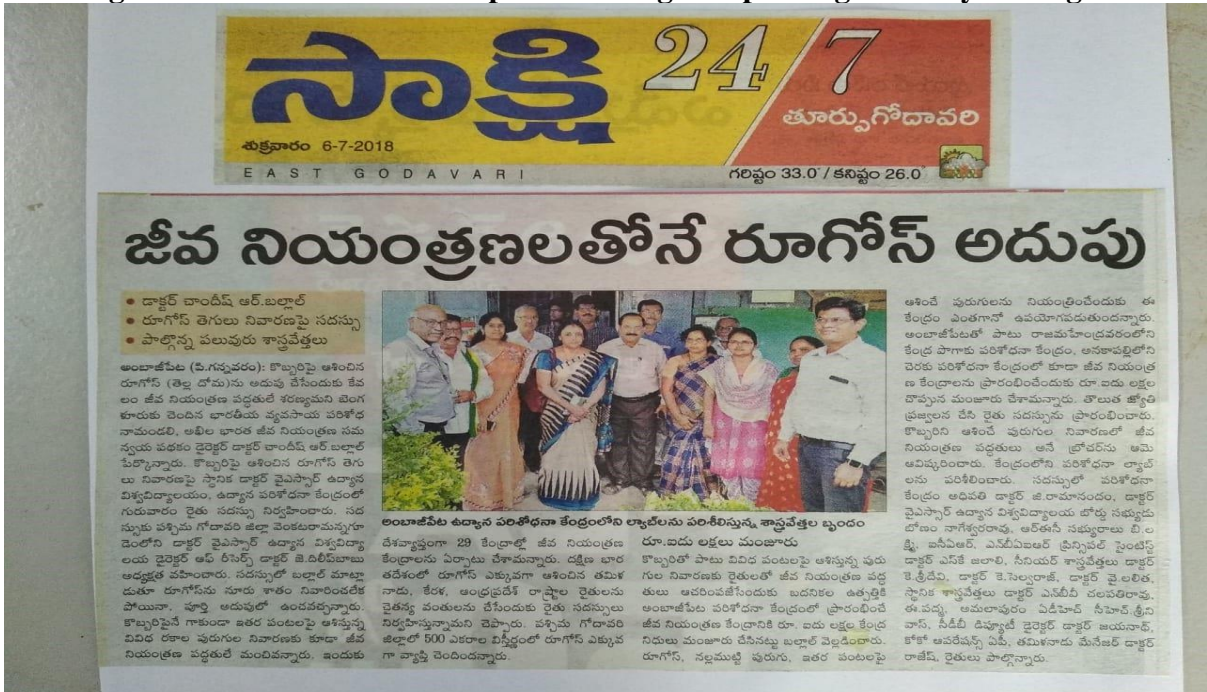 సాక్షి
24/7
తూర్పుగోదావరి
శుక్రవారం 6-7-2018
EAST GODAVARI
గరిష్టం 33.0°/ కనిష్టం 26.0°
జీవ నియంత్రణలతోనే రూగోస్ అదుపు
• డాక్టర్ చాందీష్ ఆర్.బల్లాల్
• రూగోస్ తెగులు నివారణపై సదస్సు
• పాల్గొన్న పలువురు శాస్త్రవేత్తలు
అంబాజీపేట (పి.గన్నవరం): కొబ్బరిపై ఆశించిన
రూగోస్ (తెల్ల దోమ)ను అదుపు చేసేందుకు కేవ
లం జీవ నియంత్రణ పద్ధతులే శరణ్యమని బెంగ
ళూరుకు చెందిన భారతీయ వ్యవసాయ పరిశోధ
నామండలి, అఖిల భారత జీవ నియంత్రణ సమ
న్వయ పథకం డైరెక్టర్ డాక్టర్ చాందీష్ ఆర్.బల్లాల్
పేర్కొన్నారు. కొబ్బరిపై ఆశించిన రూగోస్ తెగు
లు నివారణపై స్థానిక డాక్టర్ వైఎస్సార్ ఉద్యాన
విశ్వవిద్యాలయం, ఉద్యాన పరిశోధనా కేంద్రంలో
గురువారం రైతు సదస్సు నిర్వహించారు. సద
స్సుకు పశ్చిమ గోదావరి జిల్లా వెంకటరామన్నగూ
డెంలోని డాక్టర్ వైఎస్సార్ ఉద్యాన విశ్వవిద్యా
లయ డైరెక్టర్ ఆప్ రీసెర్చ్ డాక్టర్ జె.దిలీప్‌బాబు
అధ్యక్షత వహించారు. సదస్సులో బల్లాల్ మాట్లా
డుతూ రూగోస్‌ను నూరు శాతం నివారించలేక
పోయినా, పూర్తి అదుపులో ఉంచవచ్చన్నారు.
కొబ్బరిపైనే గాకుండా ఇతర పంటలపై ఆశిస్తున్న
వివిధ రకాల పురుగుల నివారణకు కూడా జీవ
నియంత్రణ పద్ధతులే మంచివన్నారు. ఇందుకు
అంబాజీపేట ఉద్యాన పరిశోధనా కేంద్రంలోని ల్యాబ్‌లను పరిశీలిస్తున్న శాస్త్రవేత్తల బృందం
దేశవ్యాప్తంగా 29 కేంద్రాల్లో జీవ నియంత్రణ
కేంద్రాలను ఏర్పాటు చేశామన్నారు. దక్షిణ భార
తదేశంలో రూగోస్ ఎక్కువగా ఆశించిన తమిళ
నాడు, కేరళ, ఆంధ్రప్రదేశ్ రాష్ట్రాల రైతులను
చైతన్య వంతులను చేసేందుకు రైతు సదస్సులు
నిర్వహిస్తున్నామని చెప్పారు. పశ్చిమ గోదావరి
జిల్లాలో 500 ఎకరాల విస్తీర్ణంలో రూగోస్ ఎక్కువ
గా వ్యాప్తి చెందిందన్నారు.
రూ.ఐదు లక్షలు మంజూరు
కొబ్బరితో పాటు వివిధ పంటలపై ఆశిస్తున్న పురు
గుల నివారణకు రైతులతో జీవ నియంత్రణ పద్ధ
తులు ఆచరింపజేసేందుకు బదనికల ఉత్పత్తికి
అంబాజీపేట పరిశోధనా కేంద్రంలో ప్రారంభించే
జీవ నియంత్రణ కేంద్రానికి రూ. ఐదు లక్షల కేంద్ర
నిధులు మంజూరు చేసినట్టు బల్లాల్ వెల్లడించారు.
రూగోస్, నల్లముట్టి పురుగు, ఇతర పంటలపై
ఆశించే పురుగులను నియంత్రించేందుకు ఈ
కేంద్రం ఎంతగానో ఉపయోగపడుతుందన్నారు.
అంబాజీపేటతో పాటు రాజమహేంద్రవరంలోని
కేంద్ర పొగాకు పరిశోధనా కేంద్రం, అనకాపల్లిలోని
చెరకు పరిశోధనా కేంద్రంలో కూడా జీవ నియంత్ర
ణ కేంద్రాలను ప్రారంభించేందుకు రూ.ఐదు లక్షల
చొప్పున మంజూరు చేశామన్నారు. తొలుత జ్యోతి
ప్రజ్వలన చేసి రైతు సదస్సును ప్రారంభించారు.
కొబ్బరిని ఆశించే పురుగుల నివారణలో జీవ
నియంత్రణ పద్ధతులు అనే బ్రోచర్‌ను ఆమె
ఆవిష్కరించారు. కేంద్రంలోని పరిశోధనా ల్యాబ్
లను పరిశీలించారు. సదస్సులో పరిశోధనా
కేంద్రం అధిపతి డాక్టర్ జి.రామానందం, డాక్టర్
వైఎస్సార్ ఉద్యాన విశ్వవిద్యాలయ బోర్డు సభ్యుడు
బోణం నాగేశ్వరరావు, ఆర్ఈసీ సభ్యురాలు బి.ల
క్ష్మి, ఐసీఏఆర్, ఎన్‌బీఏఐఆర్ ప్రిన్సిపల్ సైంటిస్ట్
డాక్టర్ ఎస్‌కే జలాలి, సీనియర్ శాస్త్రవేత్తలు డాక్టర్
కె.శ్రీదేవి, డాక్టర్ కె.సెల్వరాజ్, డాక్టర్ వై.లలిత,
స్థానిక శాస్త్రవేత్తలు డాక్టర్ ఎన్‌బీవీ చలపతిరావు,
ఈ.పద్మ, అమలాపురం ఏడీహెచ్ సీహెచ్.శ్రీని
వాస్, సీడీబీ డిప్యూటీ డైరెక్టర్ డాక్టర్ జయనాథ్,
కోకో ఆపరేషన్స్ ఏపీ, తమిళనాడు మేనేజర్ డాక్టర్
రాజేష్, రైతులు పాల్గొన్నారు.